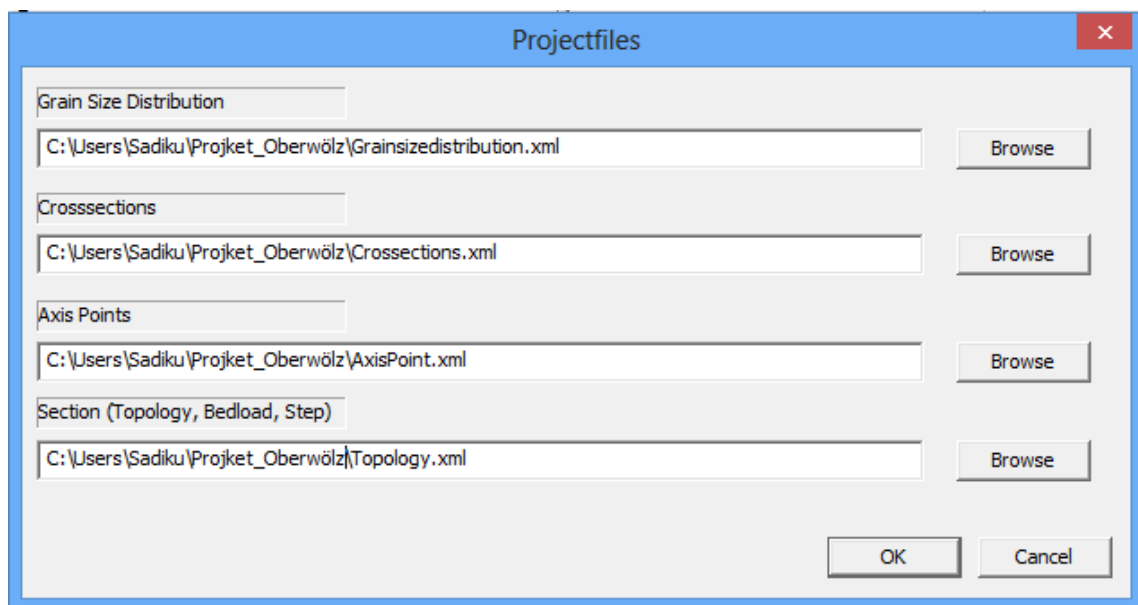 Projectfiles
Grain Size Distribution
C:\Users\Sadiku\Projket_Oberwölz\Grainsizedistribution.xml
Browse
Crosssections
C:\Users\Sadiku\Projket_Oberwölz\Crossections.xml
Browse
Axis Points
C:\Users\Sadiku\Projket_Oberwölz\AxisPoint.xml
Browse
Section (Topology, Bedload, Step)
C:\Users\Sadiku\Projket_Oberwölz\Topology.xml
Browse
OK
Cancel